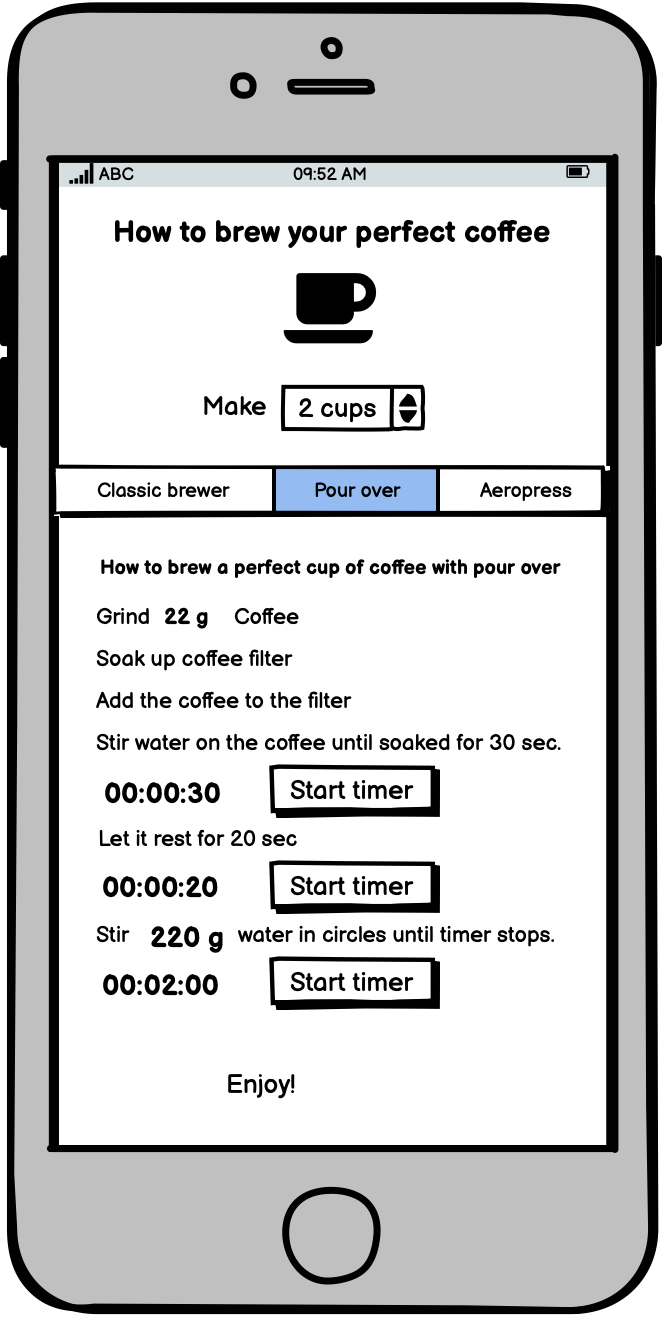 ABC 09:52 AM
How to brew your perfect coffee
Make 2 cups
Classic brewer Pour over Aeropress
How to brew a perfect cup of coffee with pour over
Grind 22 g Coffee
Soak up coffee filter
Add the coffee to the filter
Stir water on the coffee until soaked for 30 sec.
00:00:30 Start timer
Let it rest for 20 sec
00:00:20 Start timer
Stir 220 g water in circles until timer stops.
00:02:00 Start timer
Enjoy!